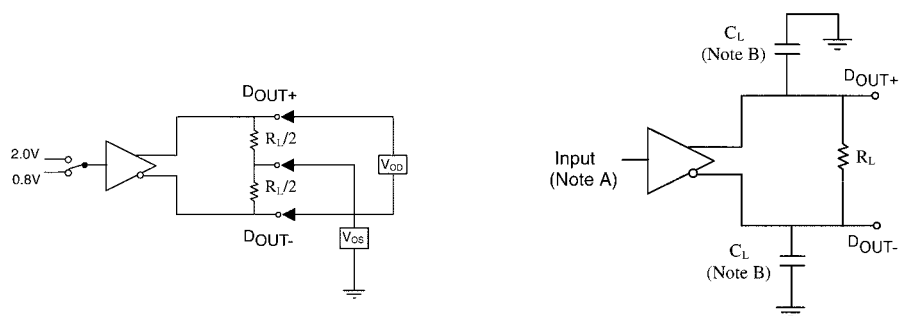 DOUT+
RL/2
2.0V
0.8V
VOD
RL/2
DOUT-
VOS
CL
(Note B)
DOUT+
Input
(Note A)
RL
DOUT-
CL
(Note B)